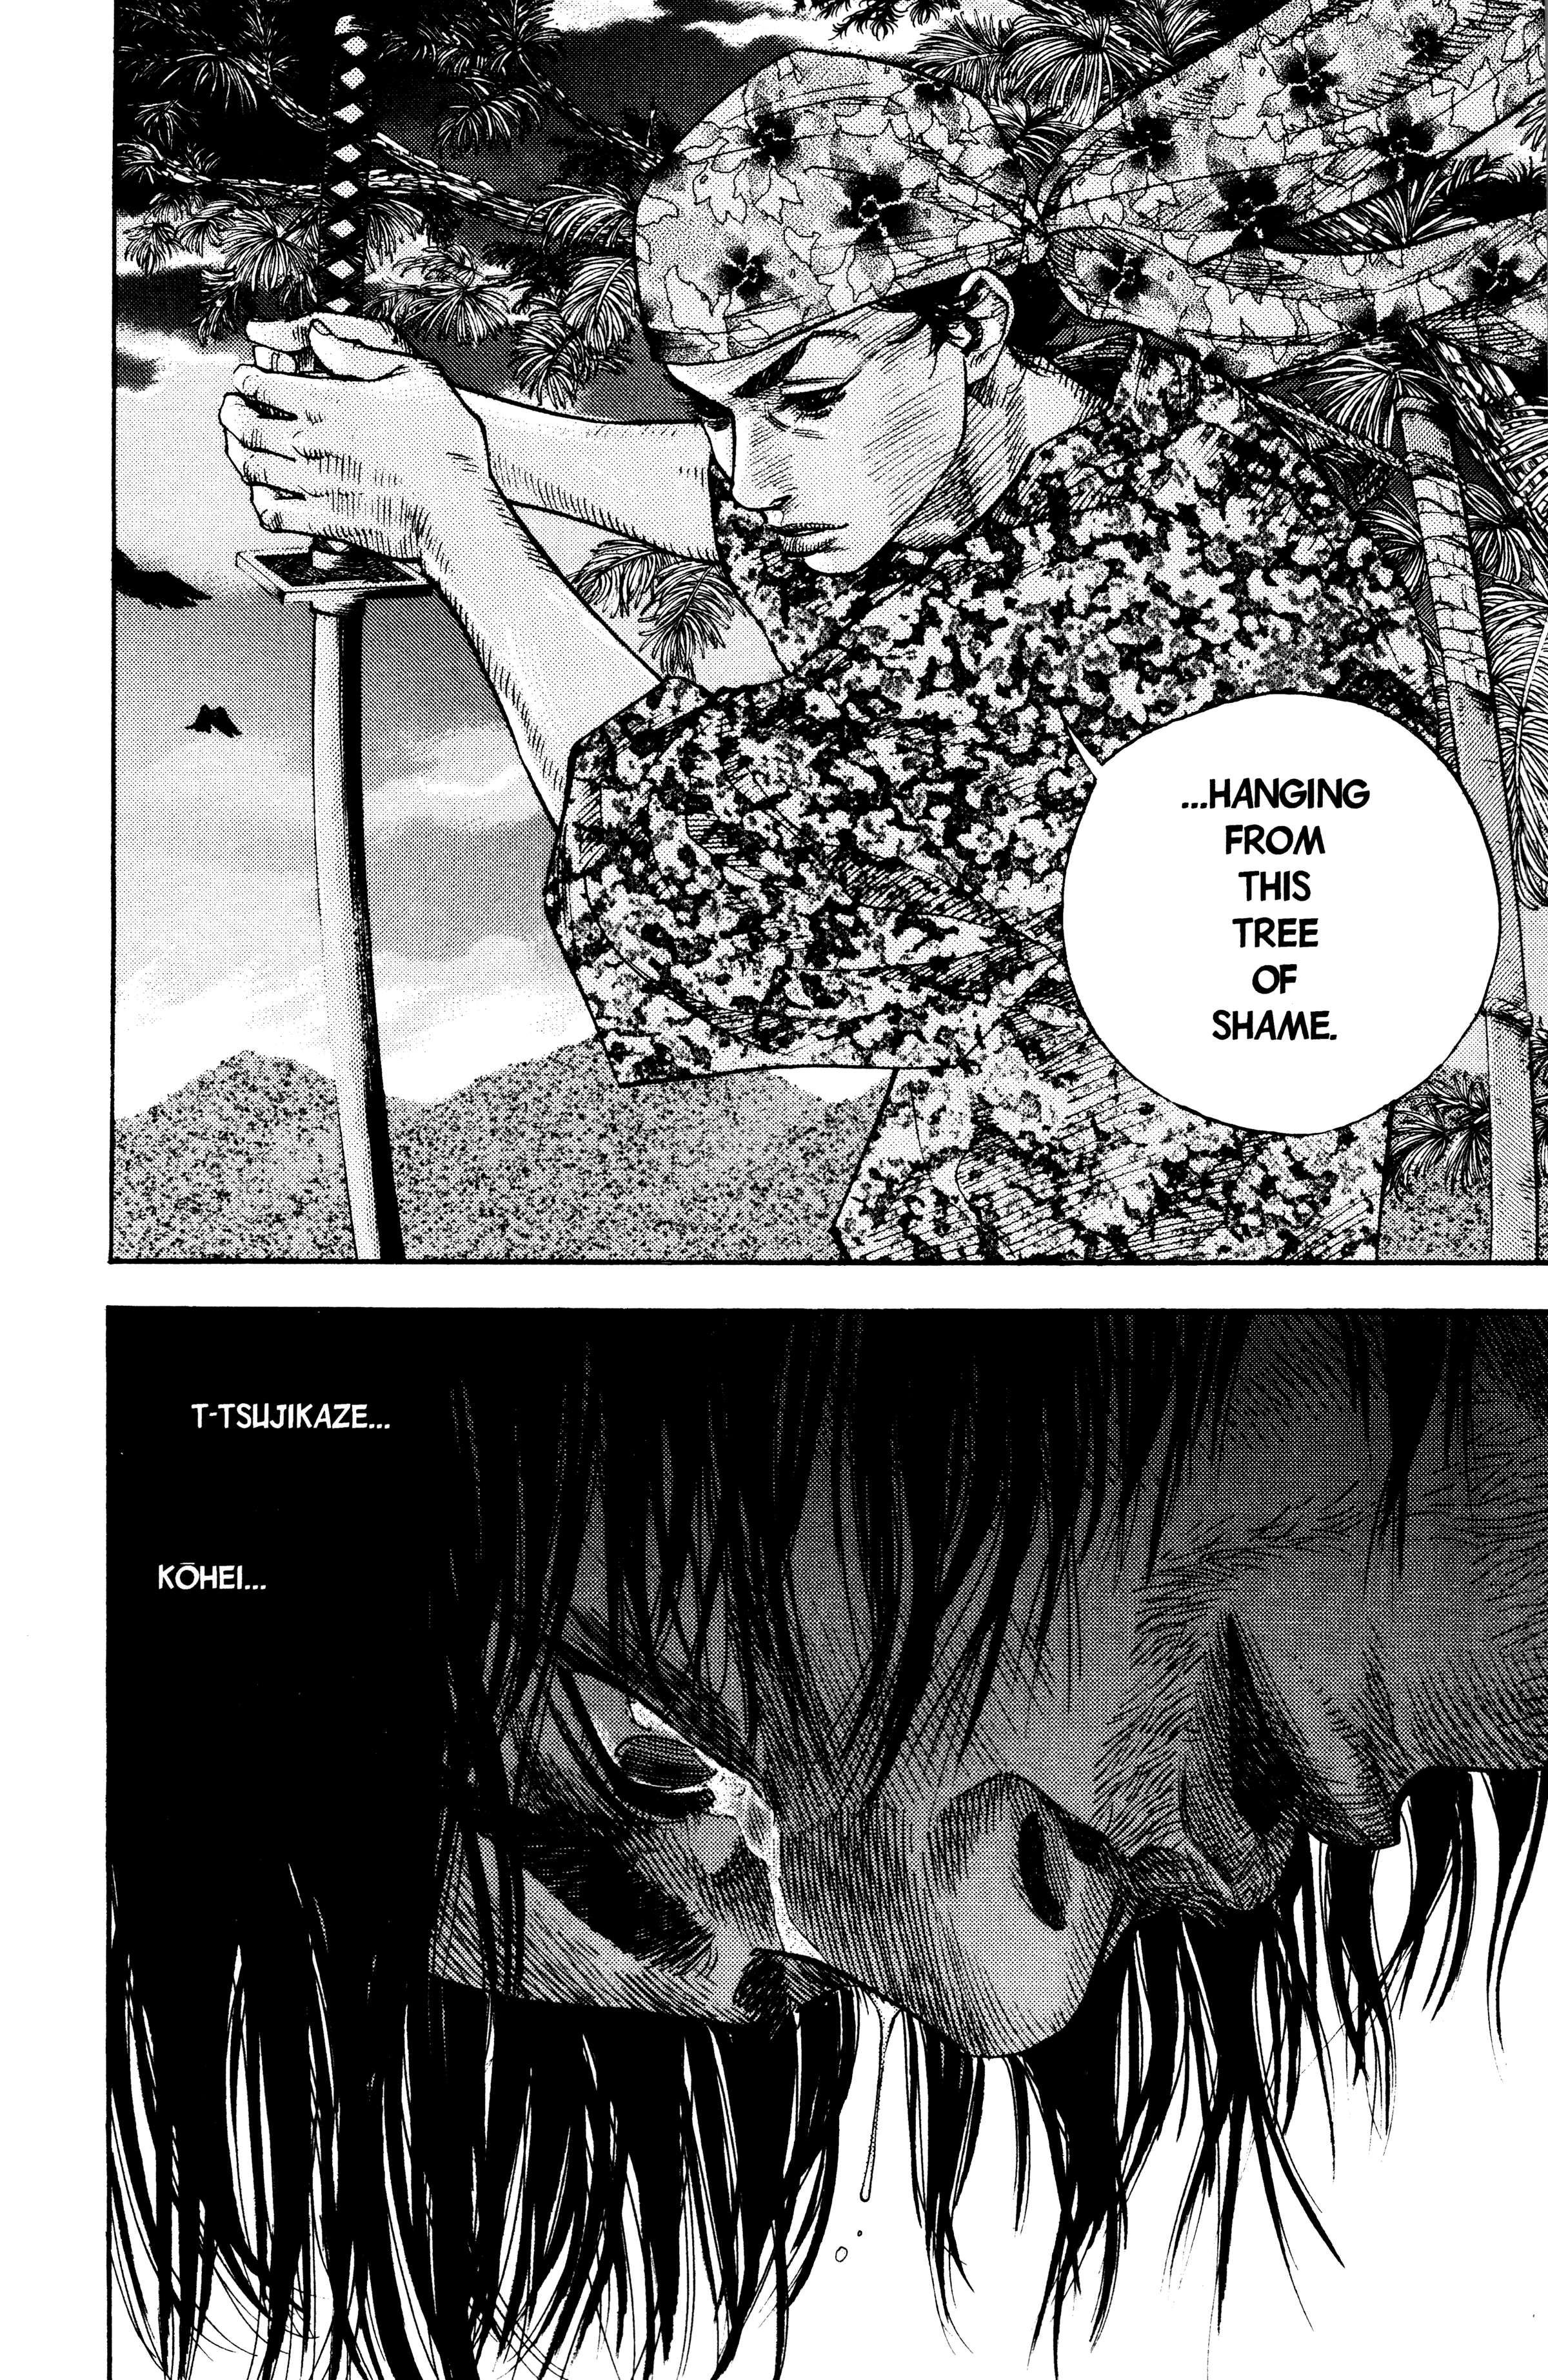 ...HANGING
FROM
THIS
TREE
OF
SHAME.
T-TSUJIKAZE...
KŌHEI...